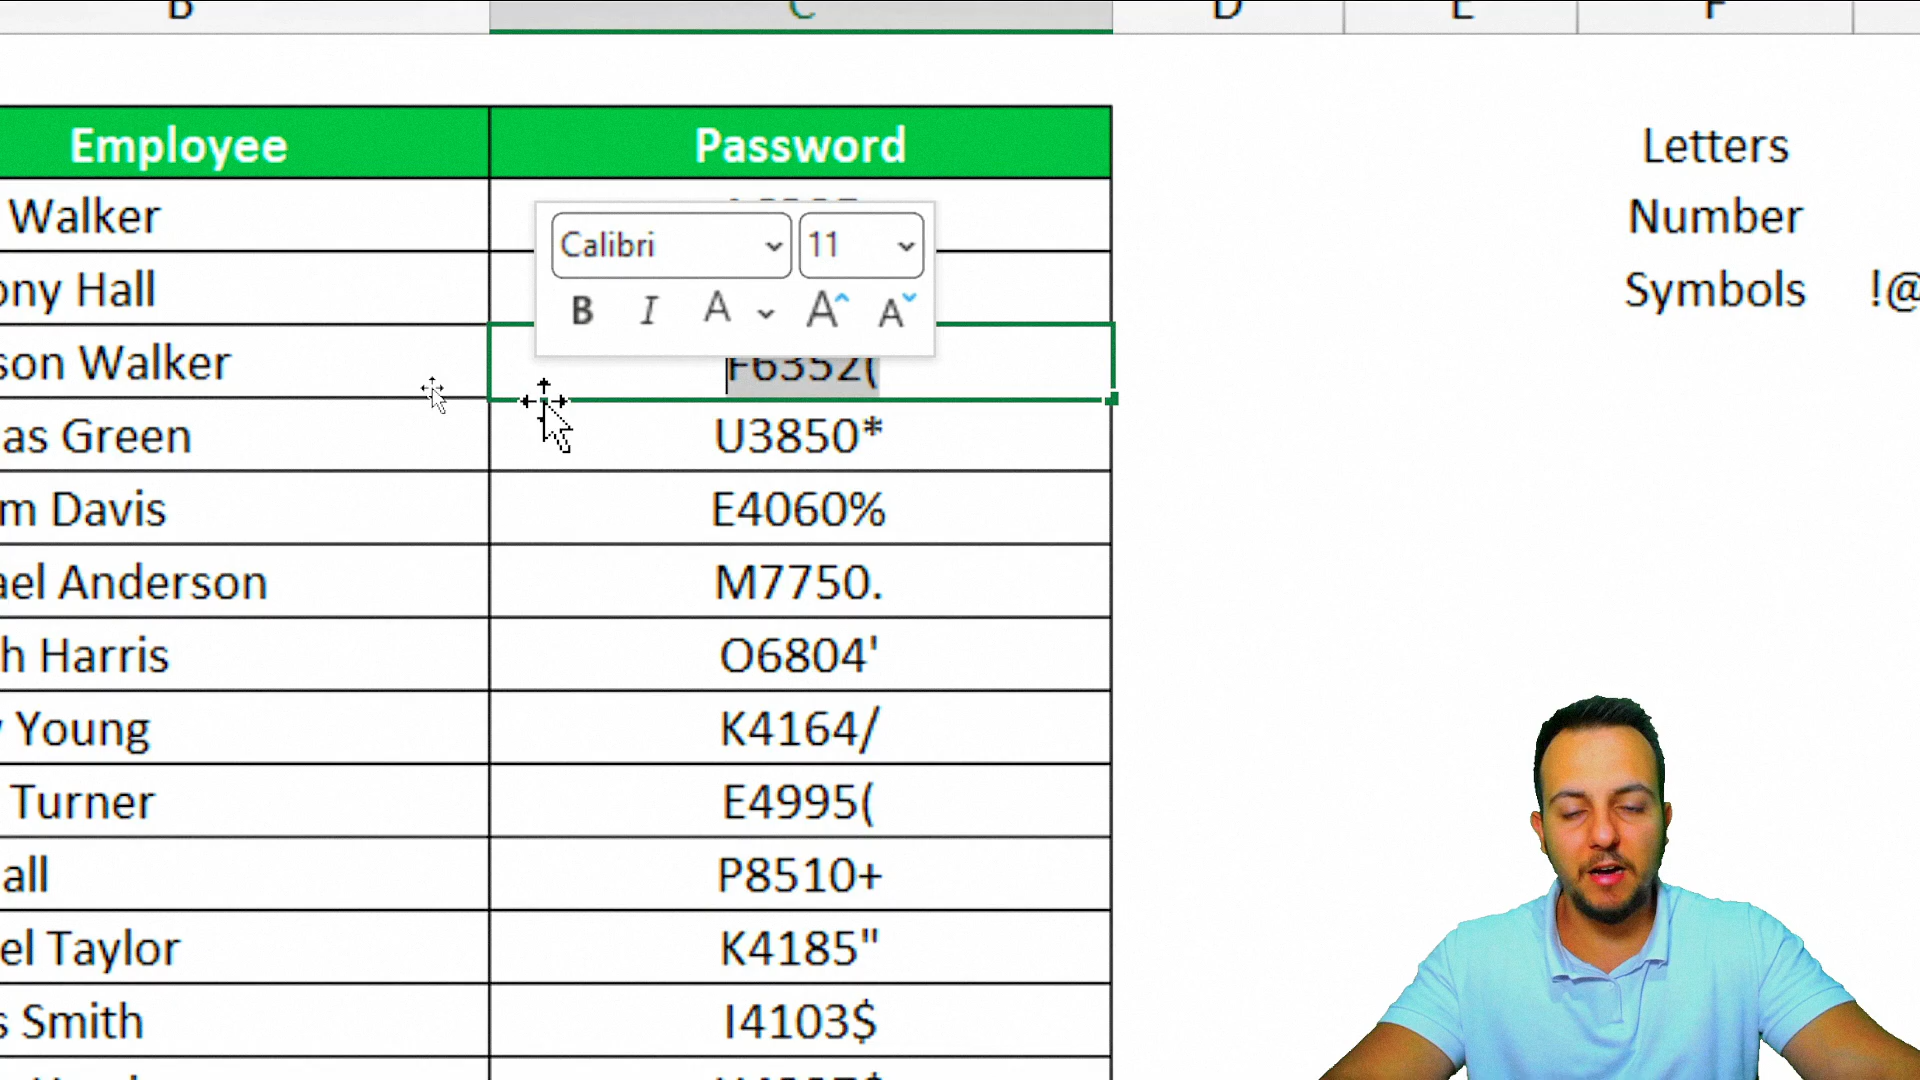 B C D E F
Employee Password Letters
Walker Number
Calibri 11
ony Hall Symbols !@
B I A A A
son Walker F6352(
as Green U3850*
m Davis E4060%
ael Anderson M7750.
h Harris O6804'
Young K4164/
Turner E4995(
all P8510+
el Taylor K4185"
s Smith I4103$